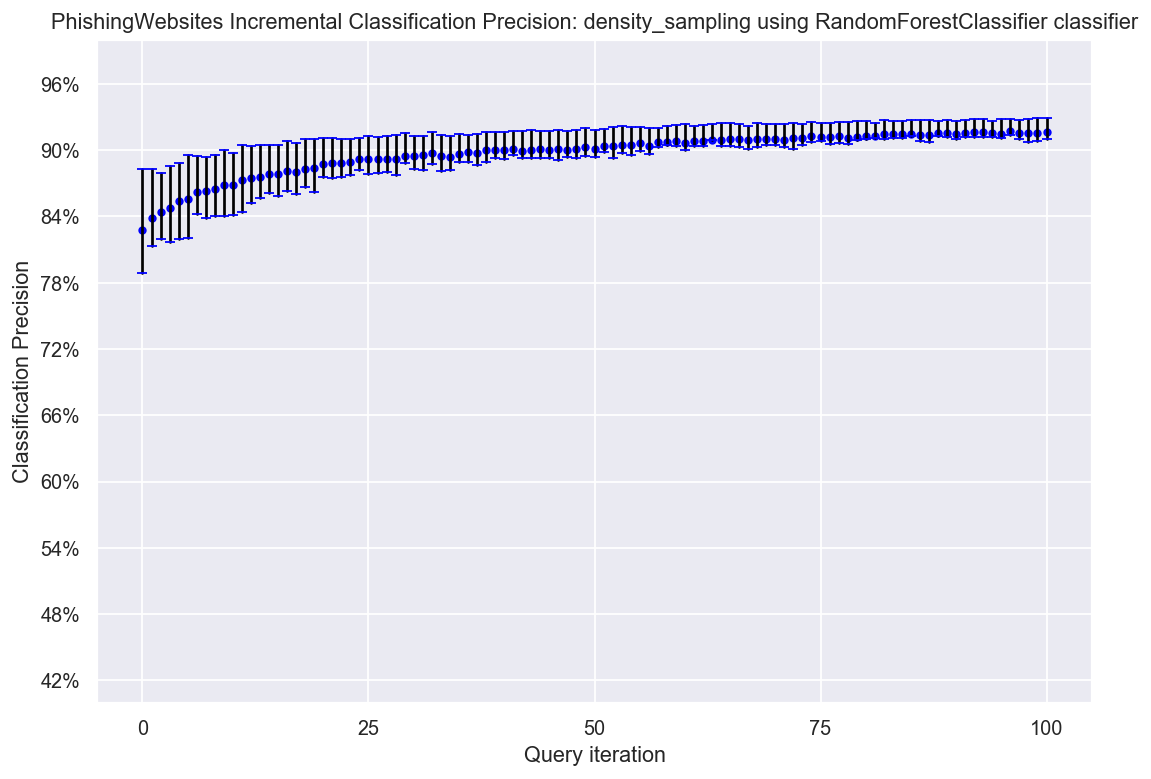 PhishingWebsites Incremental Classification Precision: density_sampling using RandomForestClassifier classifier
96%
90%
84%
78%
72%
66%
60%
54%
48%
42%
Classification Precision
0 25 50 75 100
Query iteration